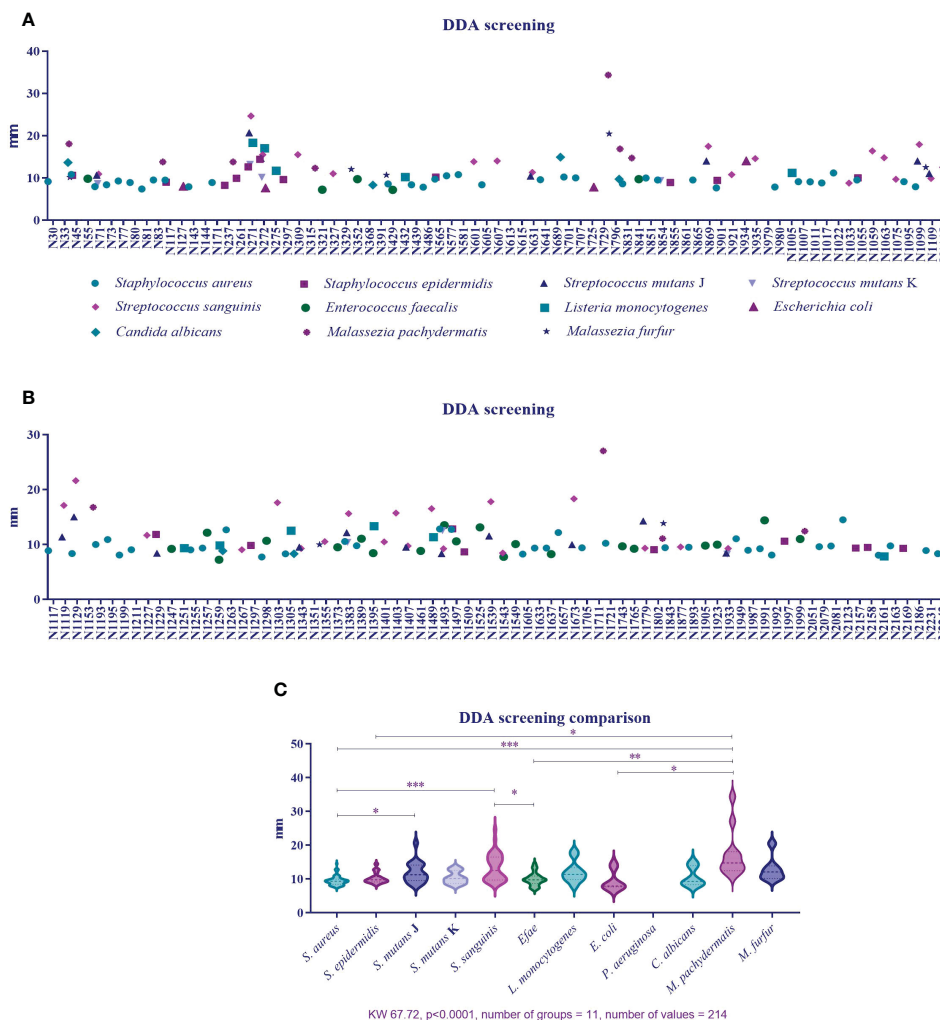 A
DDA screening
40
30
20
10
0
mm
N30 N33 N45 N55 N71 N73 N77 N80 N81 N83 N117 N127 N143 N144 N171 N237 N261 N271 N272 N275 N297 N309 N315 N321 N327 N329 N352 N368 N391 N429 N432 N439 N486 N565 N577 N581 N601 N605 N607 N613 N615 N631 N641 N689 N701 N707 N725 N729 N796 N831 N841 N851 N854 N855 N861 N865 N869 N901 N921 N934 N935 N979 N980 N1005 N1007 N1011 N1017 N1022 N1033 N1055 N1059 N1063 N1075 N1095 N1099 N1109
Staphylococcus aureus Staphylococcus epidermidis Streptococcus mutans J Streptococcus mutans K
Streptococcus sanguinis Enterococcus faecalis Listeria monocytogenes Escherichia coli
Candida albicans Malassezia pachydermatis Malassezia furfur
B
DDA screening
30
20
10
0
mm
N1117 N1119 N1129 N1153 N1193 N1195 N1199 N1211 N1227 N1229 N1247 N1251 N1255 N1257 N1259 N1263 N1267 N1297 N1298 N1303 N1305 N1343 N1351 N1355 N1373 N1383 N1389 N1395 N1401 N1403 N1407 N1461 N1489 N1493 N1497 N1509 N1525 N1539 N1543 N1549 N1605 N1633 N1637 N1657 N1673 N1705 N1711 N1721 N1743 N1765 N1779 N1802 N1843 N1877 N1893 N1905 N1923 N1933 N1949 N1987 N1991 N1992 N1997 N1999 N2051 N2079 N2081 N2123 N2157 N2158 N2161 N2163 N2169 N2186 N2231
C
DDA screening comparison
50
40
30
20
10
0
mm
*
***
**
*
***
*
*
S. aureus S. epidermidis S. mutans J S. mutans K S. sanguinis Efae L. monocytogenes E. coli P. aeruginosa C. albicans M. pachydermatis M. furfur
KW 67.72, p<0.0001, number of groups = 11, number of values = 214